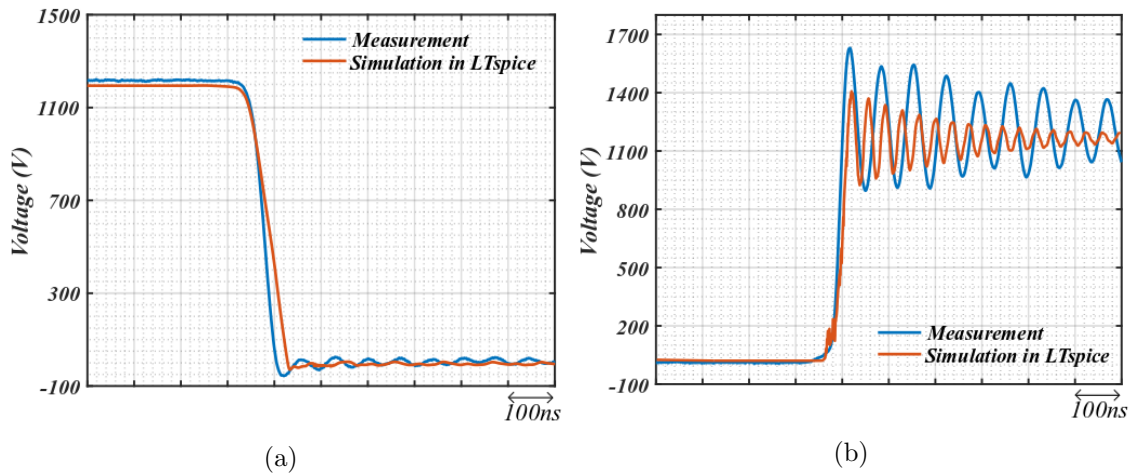 1500
1100
700
300
-100
Voltage (V)
Measurement
Simulation in LTspice
100ns
(a)
1700
1400
1100
800
500
200
-100
Voltage (V)
Measurement
Simulation in LTspice
100ns
(b)